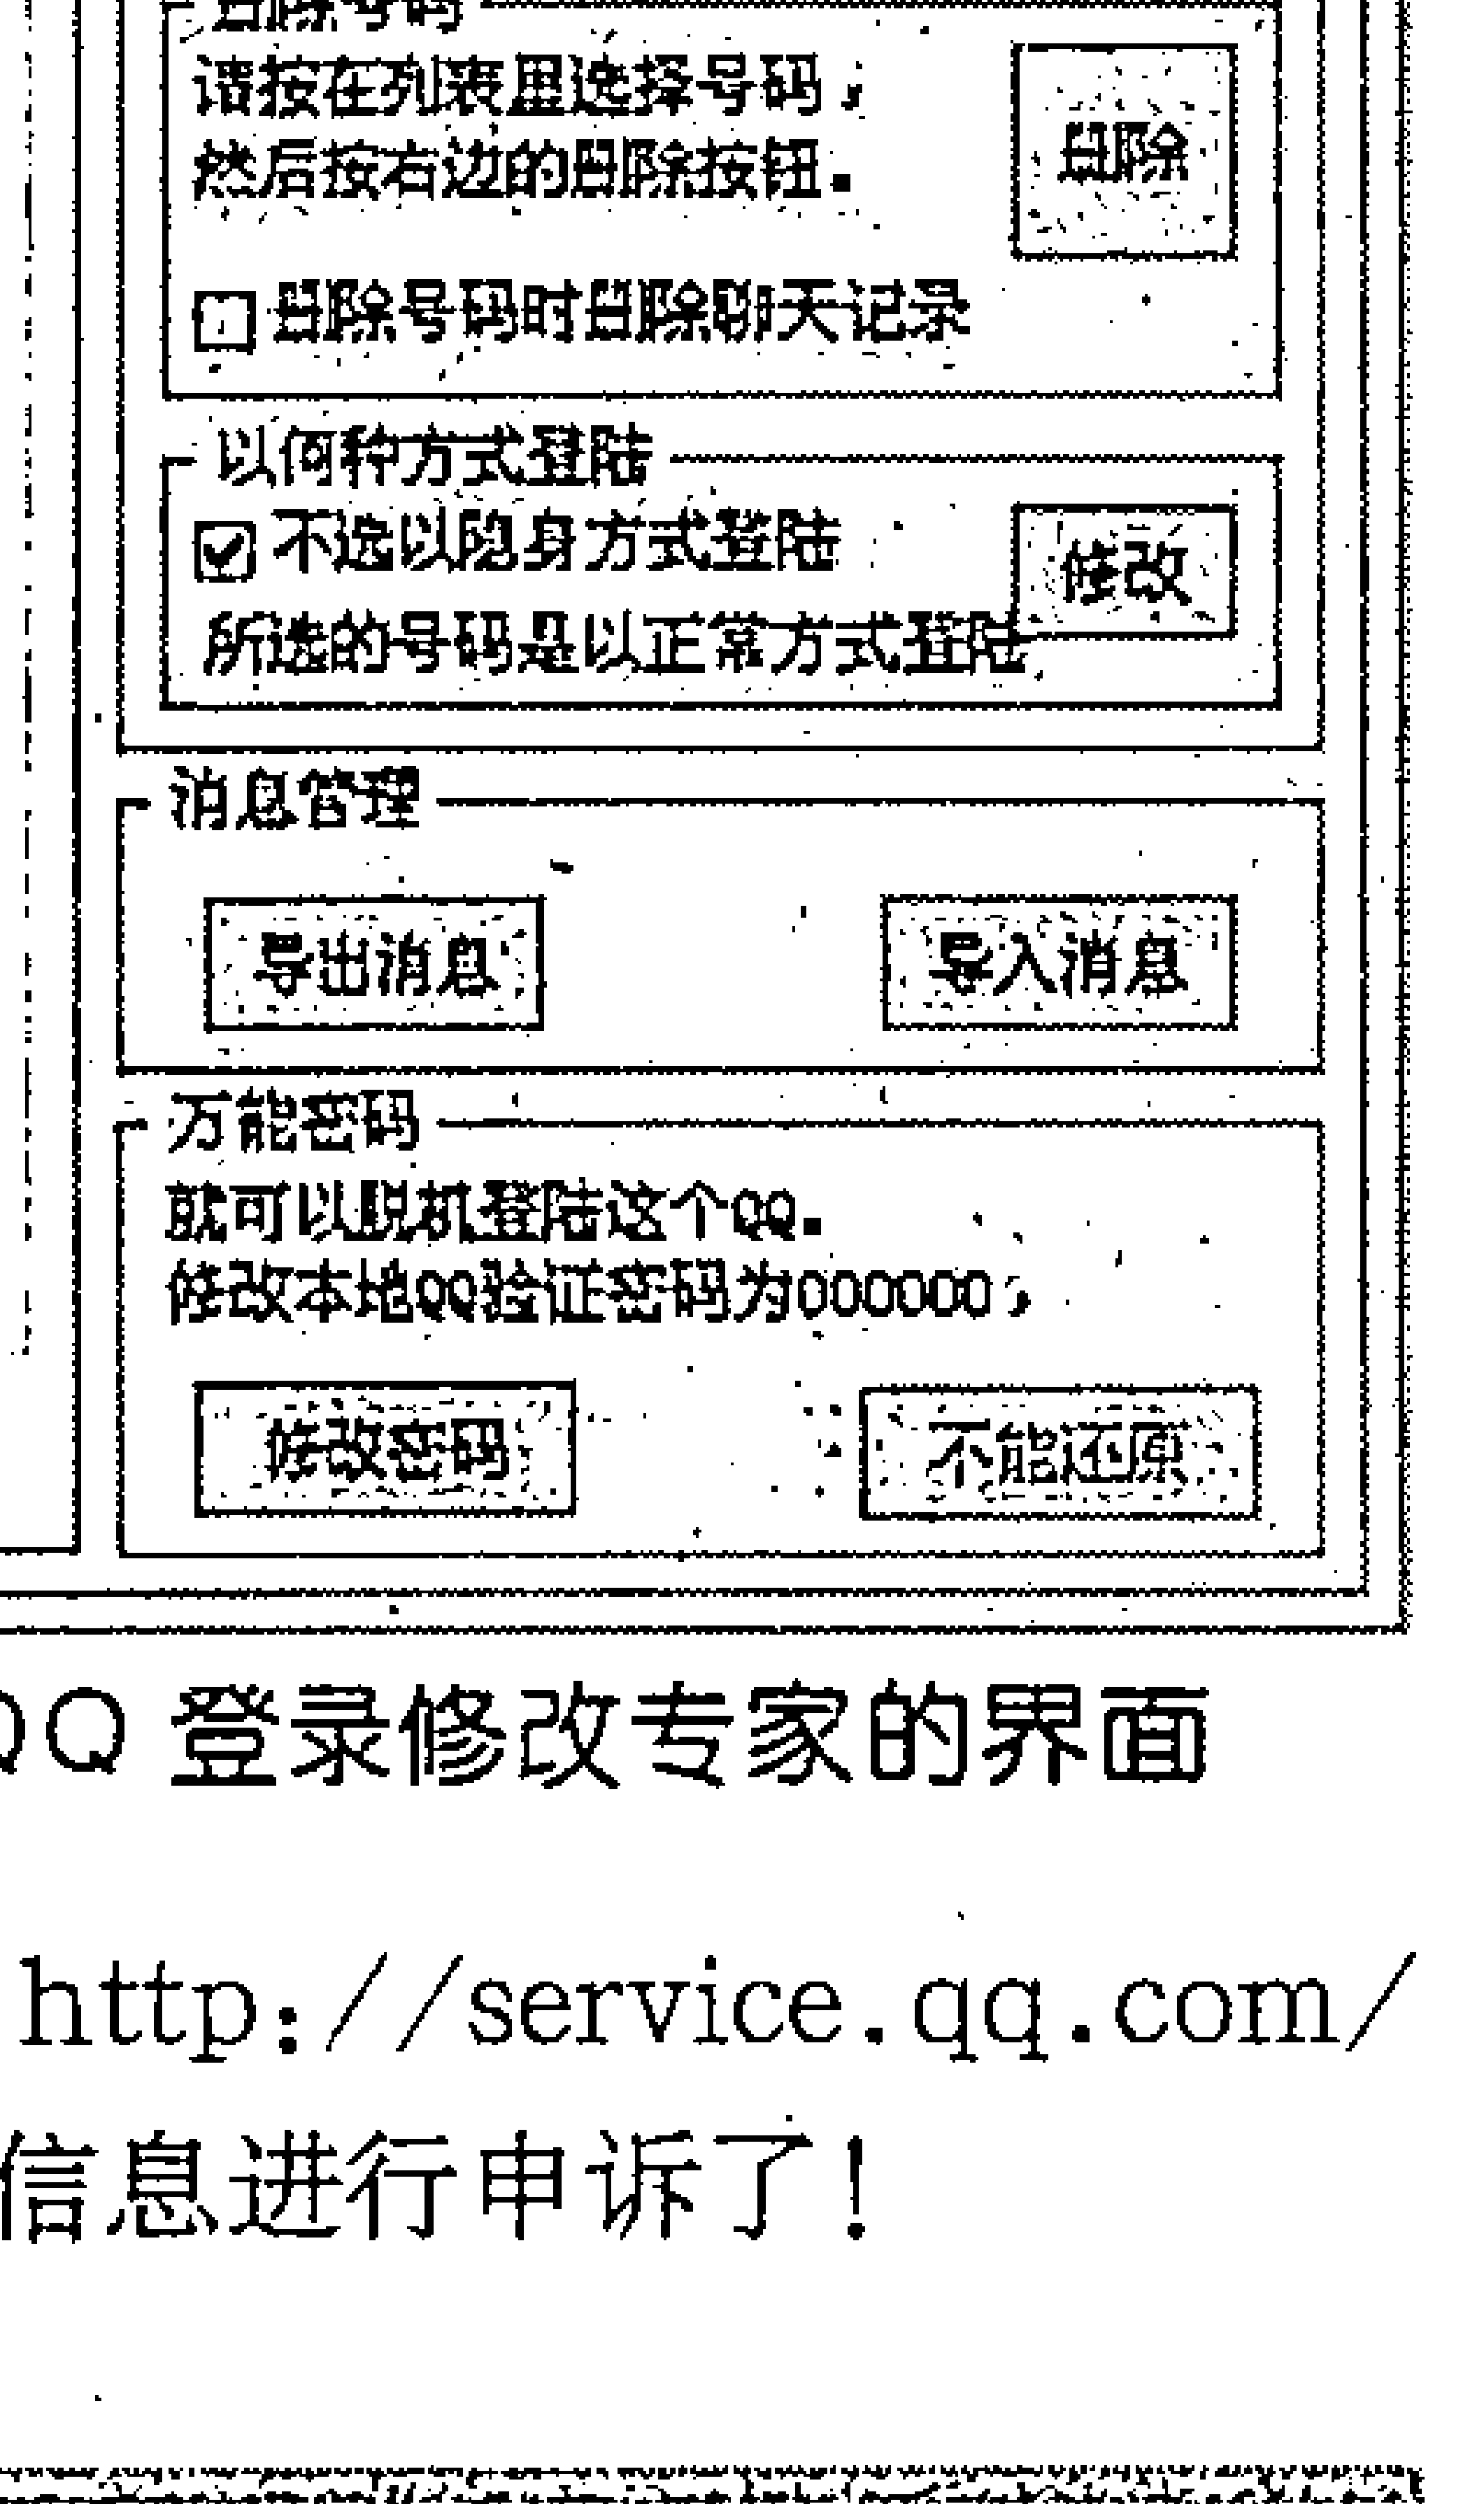 删除号码
请按在列表里选择号码，
然后按右边的删除按钮.
删除
删除号码时删除聊天记录
以何种方式登陆
不选以隐身方式登陆
修改
所选的号码是以正常方式登陆
消息管理
导出消息
导入消息
万能密码
就可以脱机登陆这个QQ.
修改本地QQ验证密码为000000，
修改密码
不能还原
QQ 登录修改专家的界面
http://service.qq.com/
信息进行申诉了！